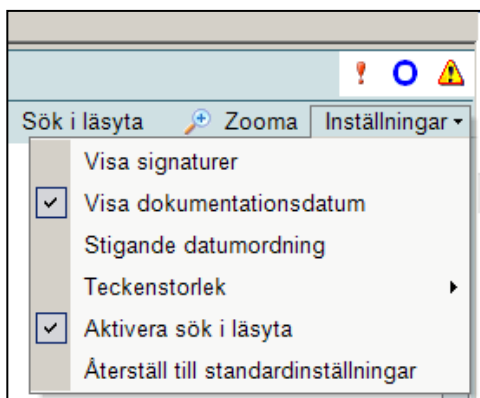 Sök i läsyta Zooma Inställningar
Visa signaturer
Visa dokumentationsdatum
Stigande datumordning
Teckenstorlek
Aktivera sök i läsyta
Återställ till standardinställningar